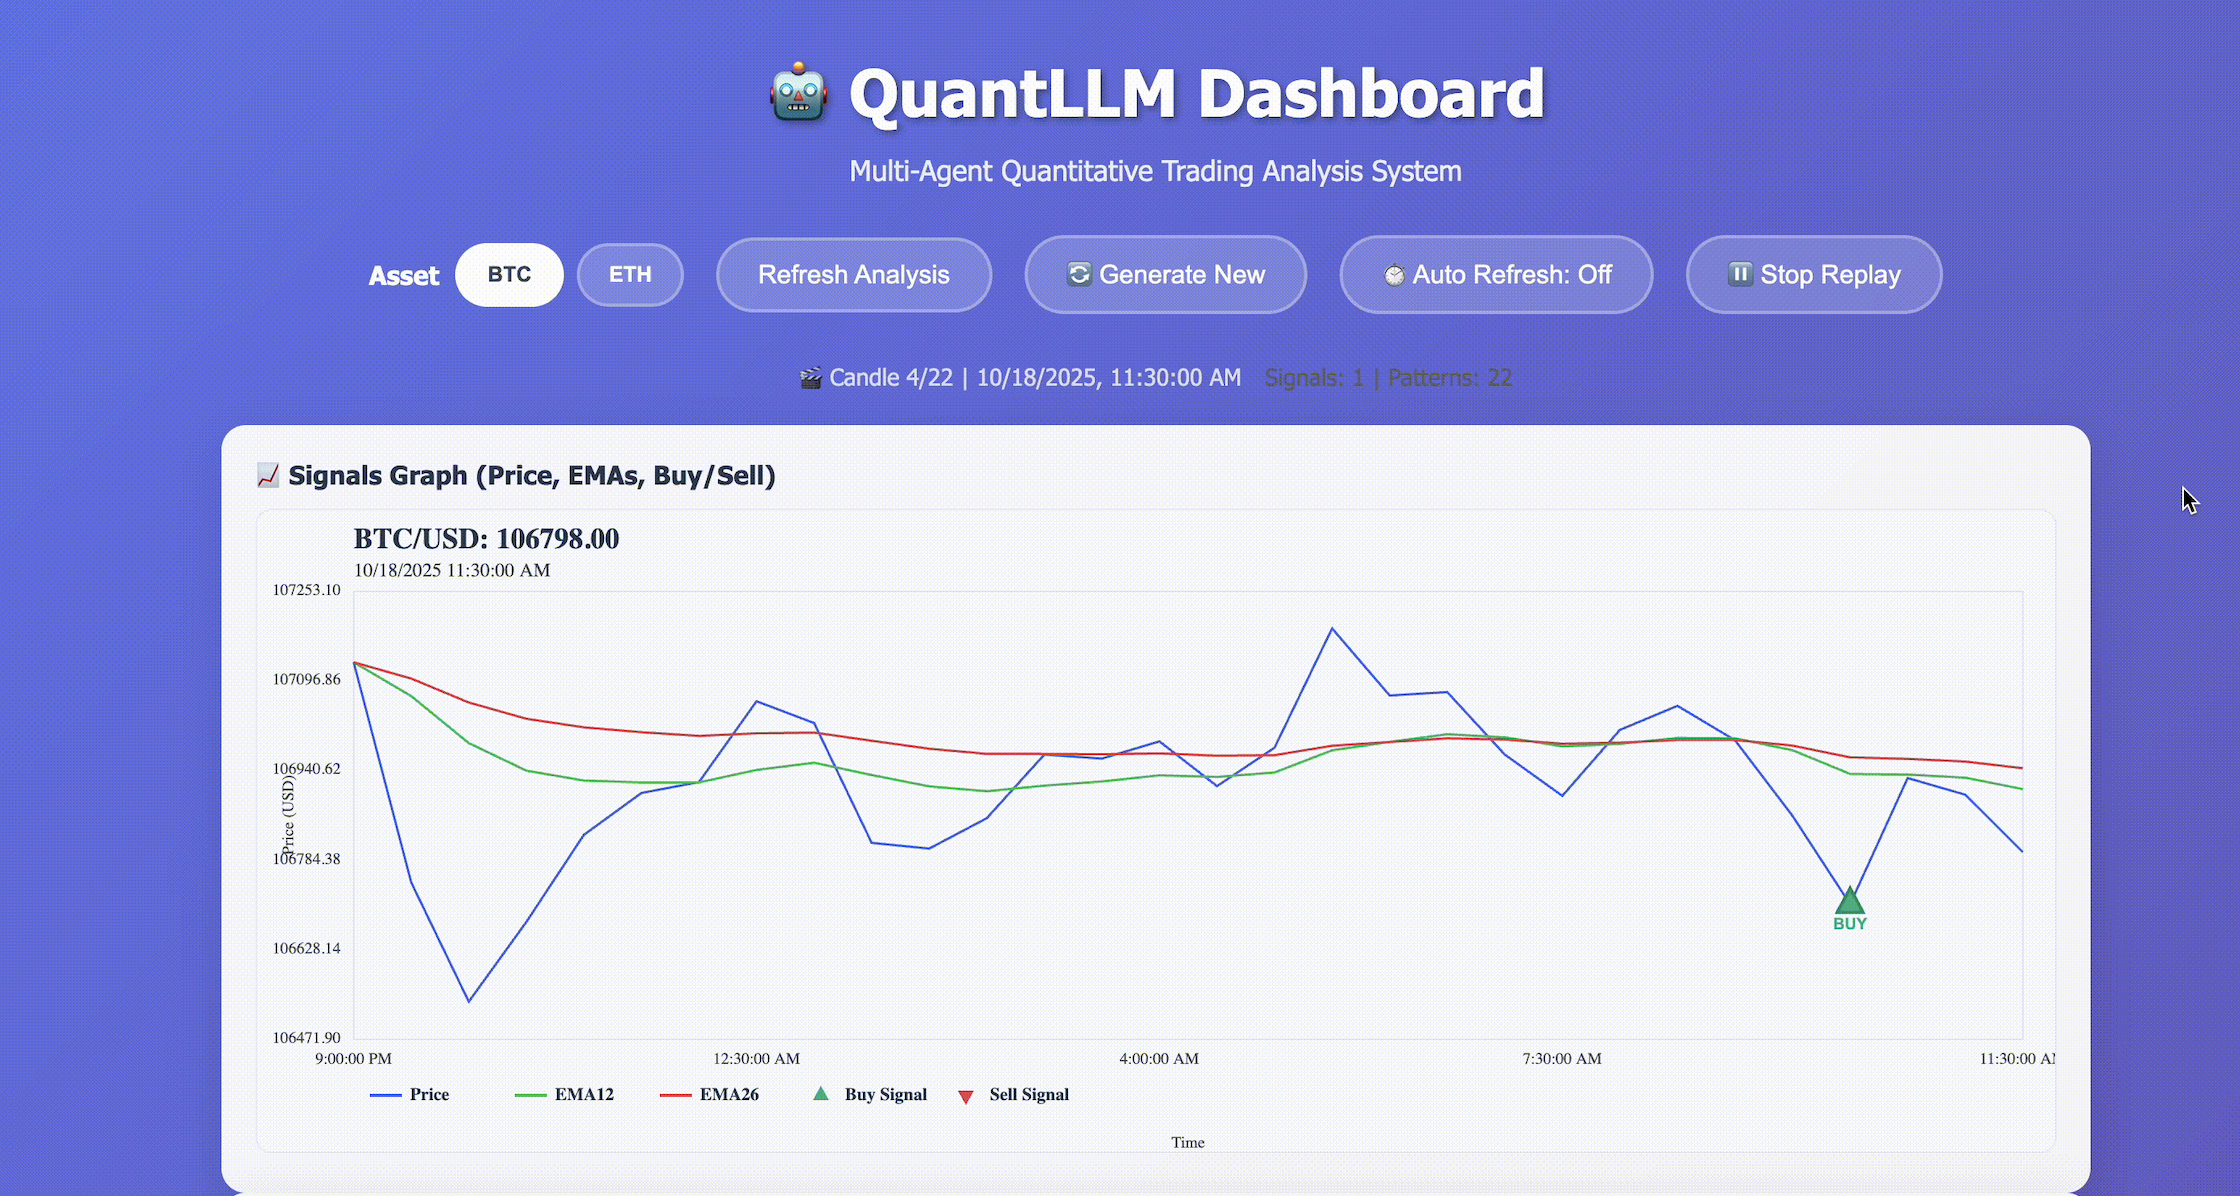 QuantLLM Dashboard
Multi-Agent Quantitative Trading Analysis System
Asset BTC ETH Refresh Analysis Generate New Auto Refresh: Off Stop Replay
Candle 4/22 | 10/18/2025, 11:30:00 AM Signals: 1 | Patterns: 22
Signals Graph (Price, EMAs, Buy/Sell)
BTC/USD: 106798.00
10/18/2025 11:30:00 AM
107253.10
107096.86
106940.62
Price (USD)
106784.38
BUY
106628.14
106471.90
9:00:00 PM 12:30:00 AM 4:00:00 AM 7:30:00 AM 11:30:00 AM
Price EMA12 EMA26 Buy Signal Sell Signal
Time